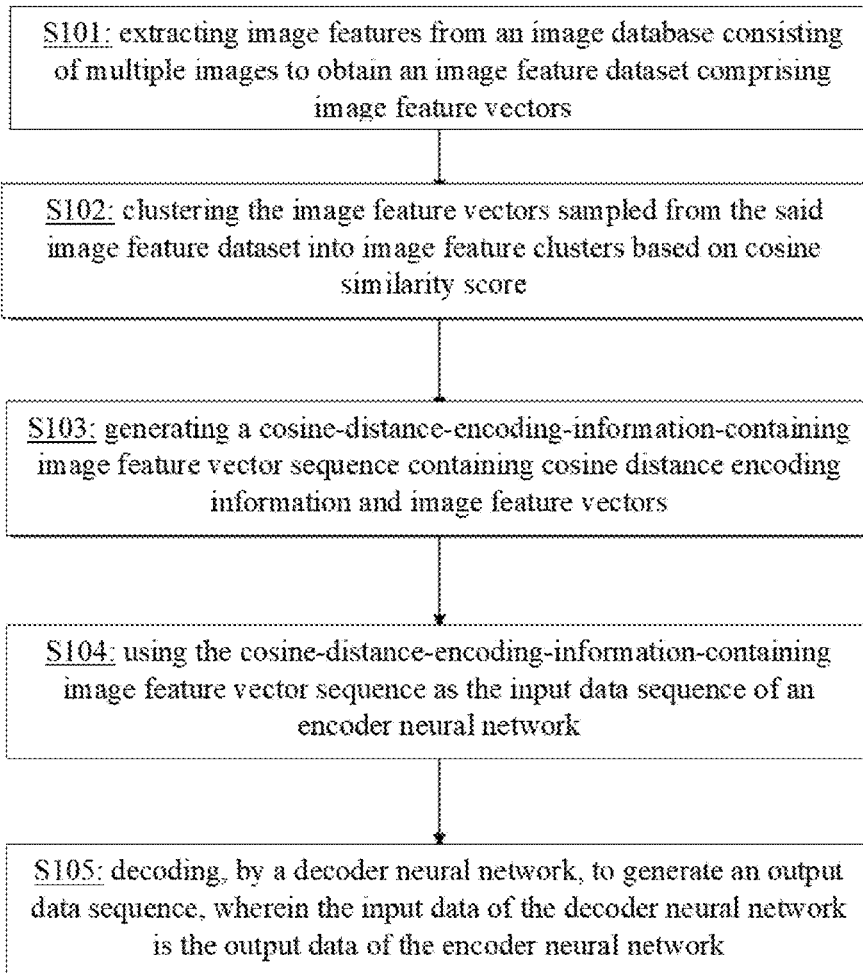 S101: extracting image features from an image database consisting
of multiple images to obtain an image feature dataset comprising
image feature vectors
S102: clustering the image feature vectors sampled from the said
image feature dataset into image feature clusters based on cosine
similarity score
S103: generating a cosine-distance-encoding-information-containing
image feature vector sequence containing cosine distance encoding
information and image feature vectors
S104: using the cosine-distance-encoding-information-containing
image feature vector sequence as the input data sequence of an
encoder neural network
S105: decoding, by a decoder neural network, to generate an output
data sequence, wherein the input data of the decoder neural network
is the output data of the encoder neural network